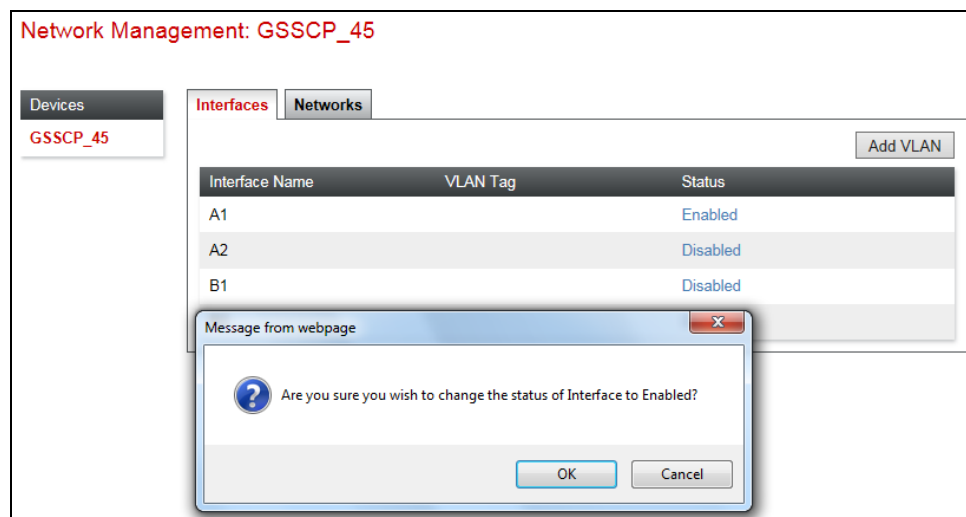 Network Management: GSSCP_45
Devices
GSSCP_45
Interfaces Networks
Add VLAN
Interface Name VLAN Tag Status
A1 Enabled
A2 Disabled
B1 Disabled
Message from webpage
Are you sure you wish to change the status of Interface to Enabled?
OK Cancel